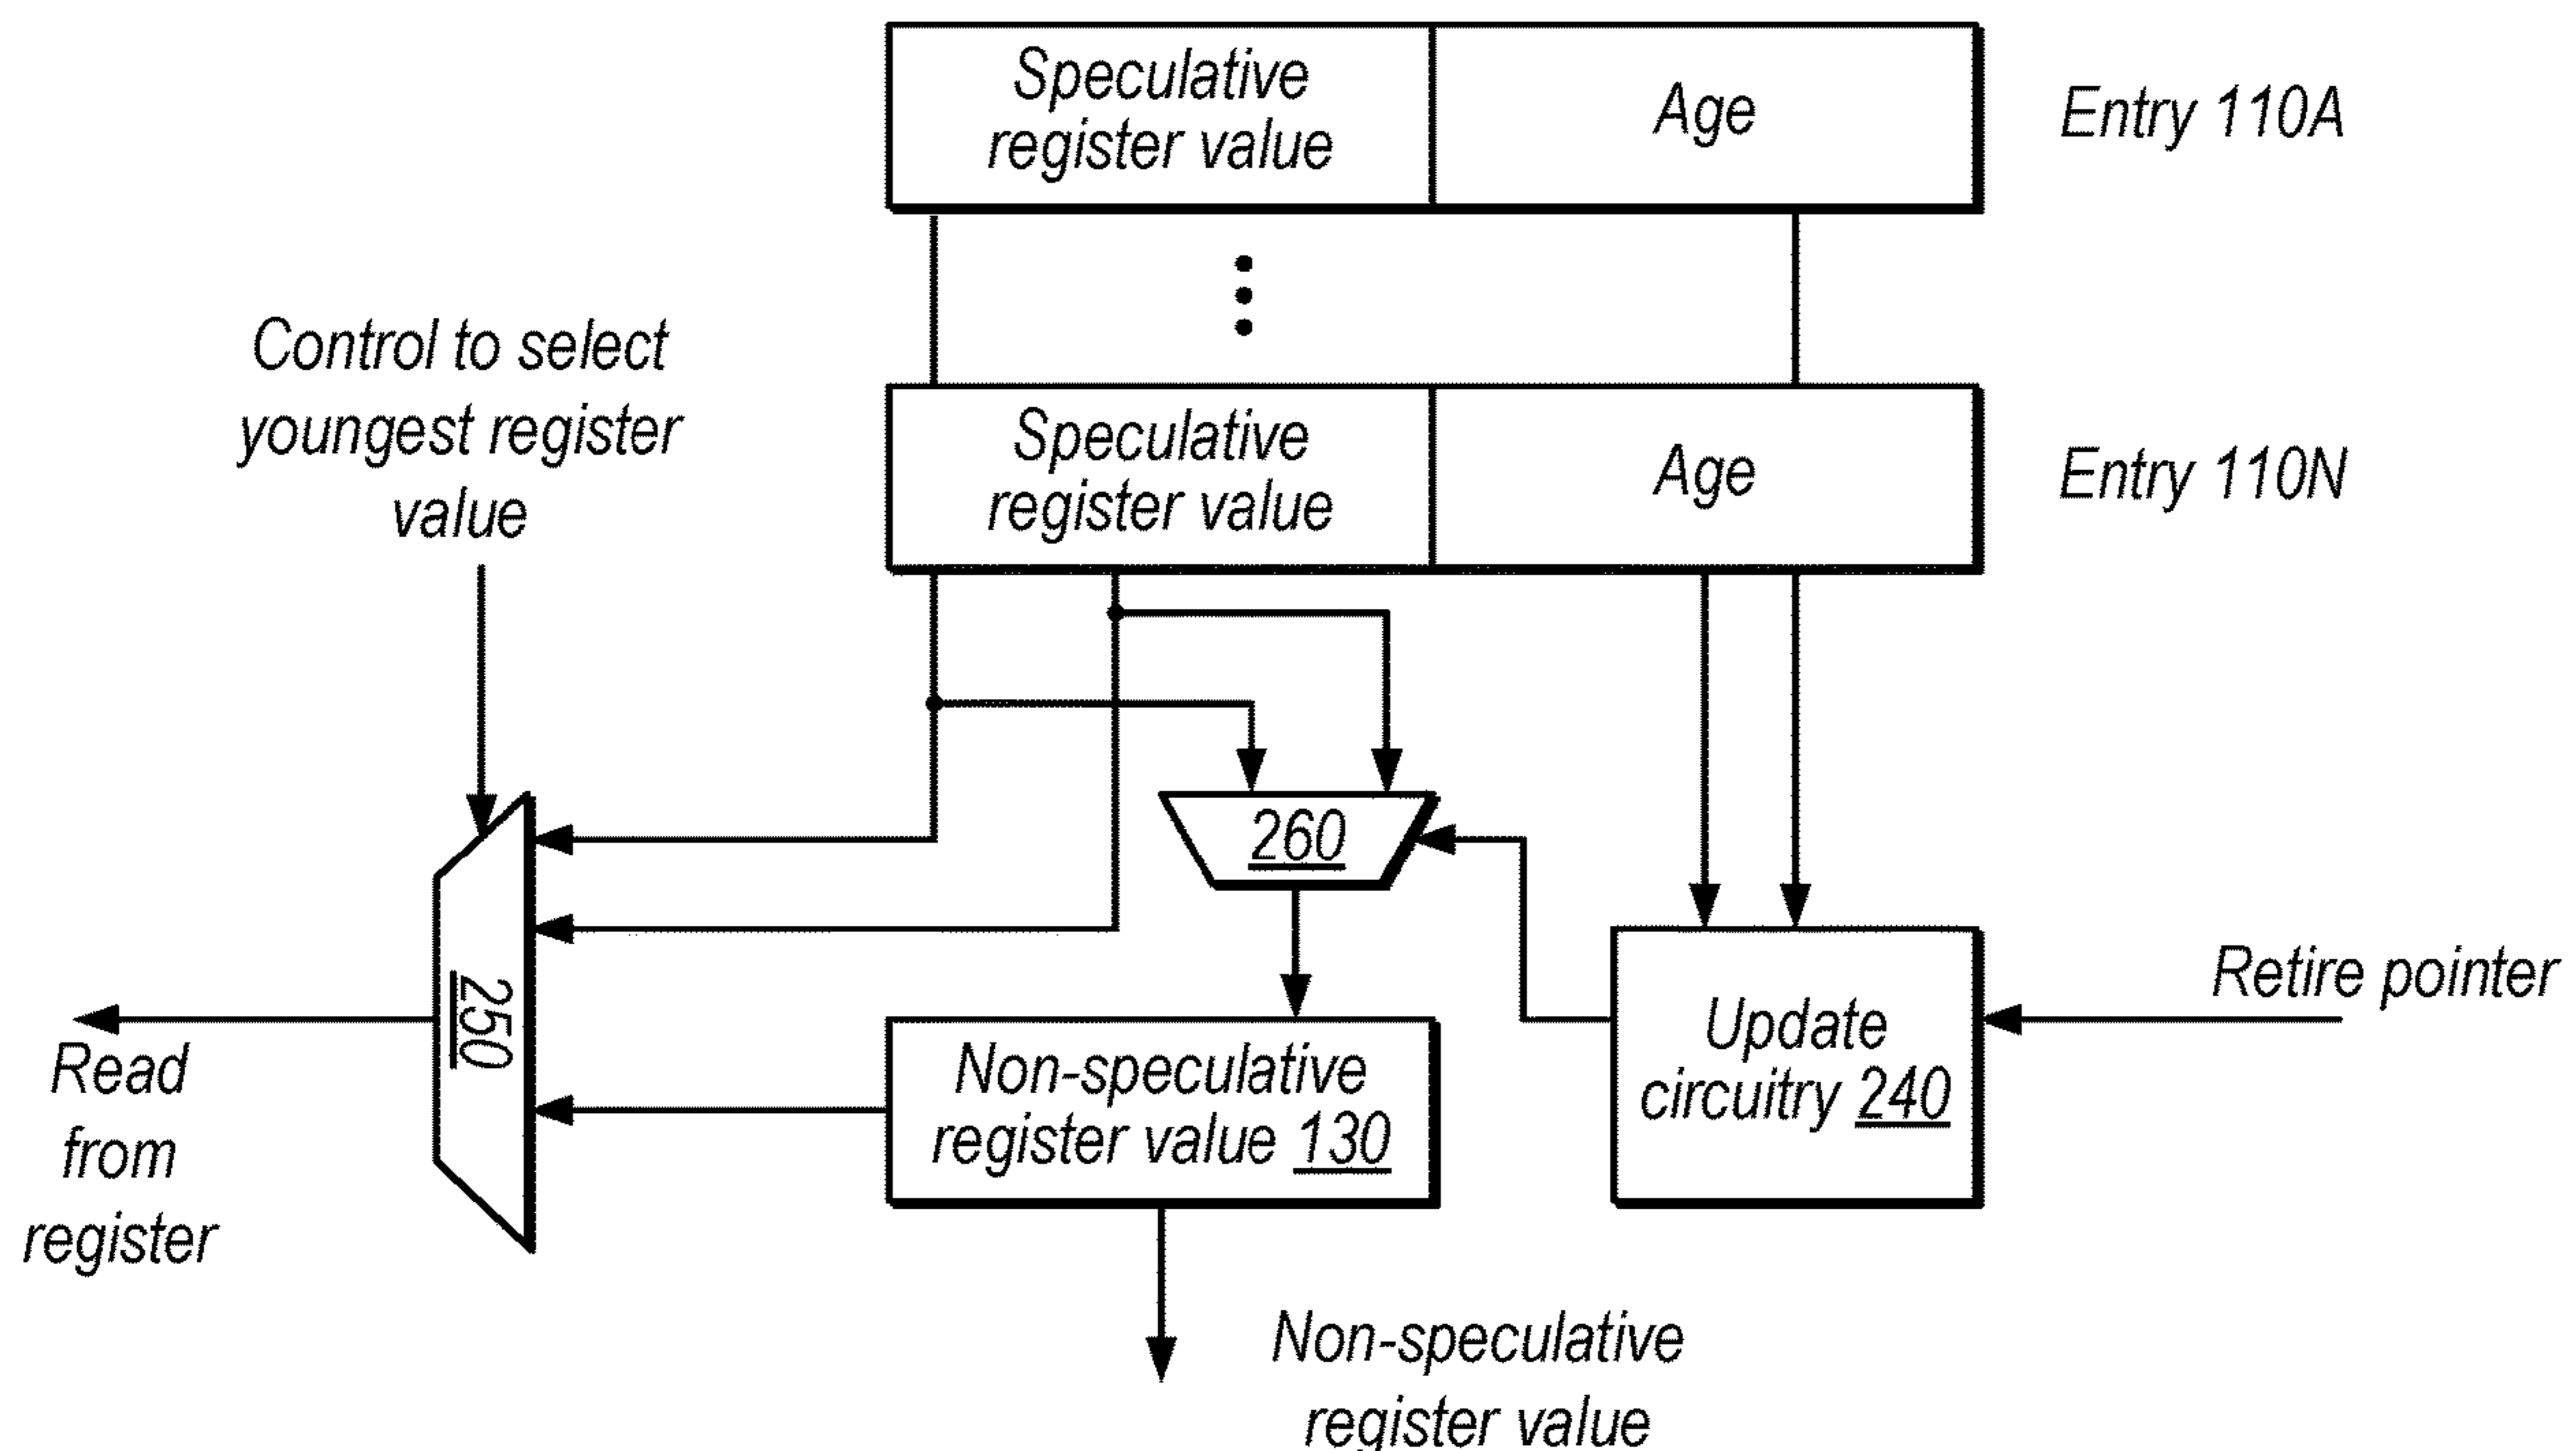 Speculative
register value
Age
Entry 110A
Control to select
youngest register
value
Speculative
register value
Age
Entry 110N
260
250
Read
from
register
Non-speculative
register value 130
Update
circuitry 240
Retire pointer
Non-speculative
register value